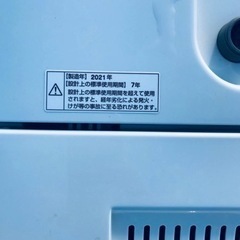 【製造年】2021年
【設計上の標準使用期間】7年
設計上の標準使用期間を超えて使用
されますと、経年劣化による発火・
けが等の事故に至る恐れがあります。